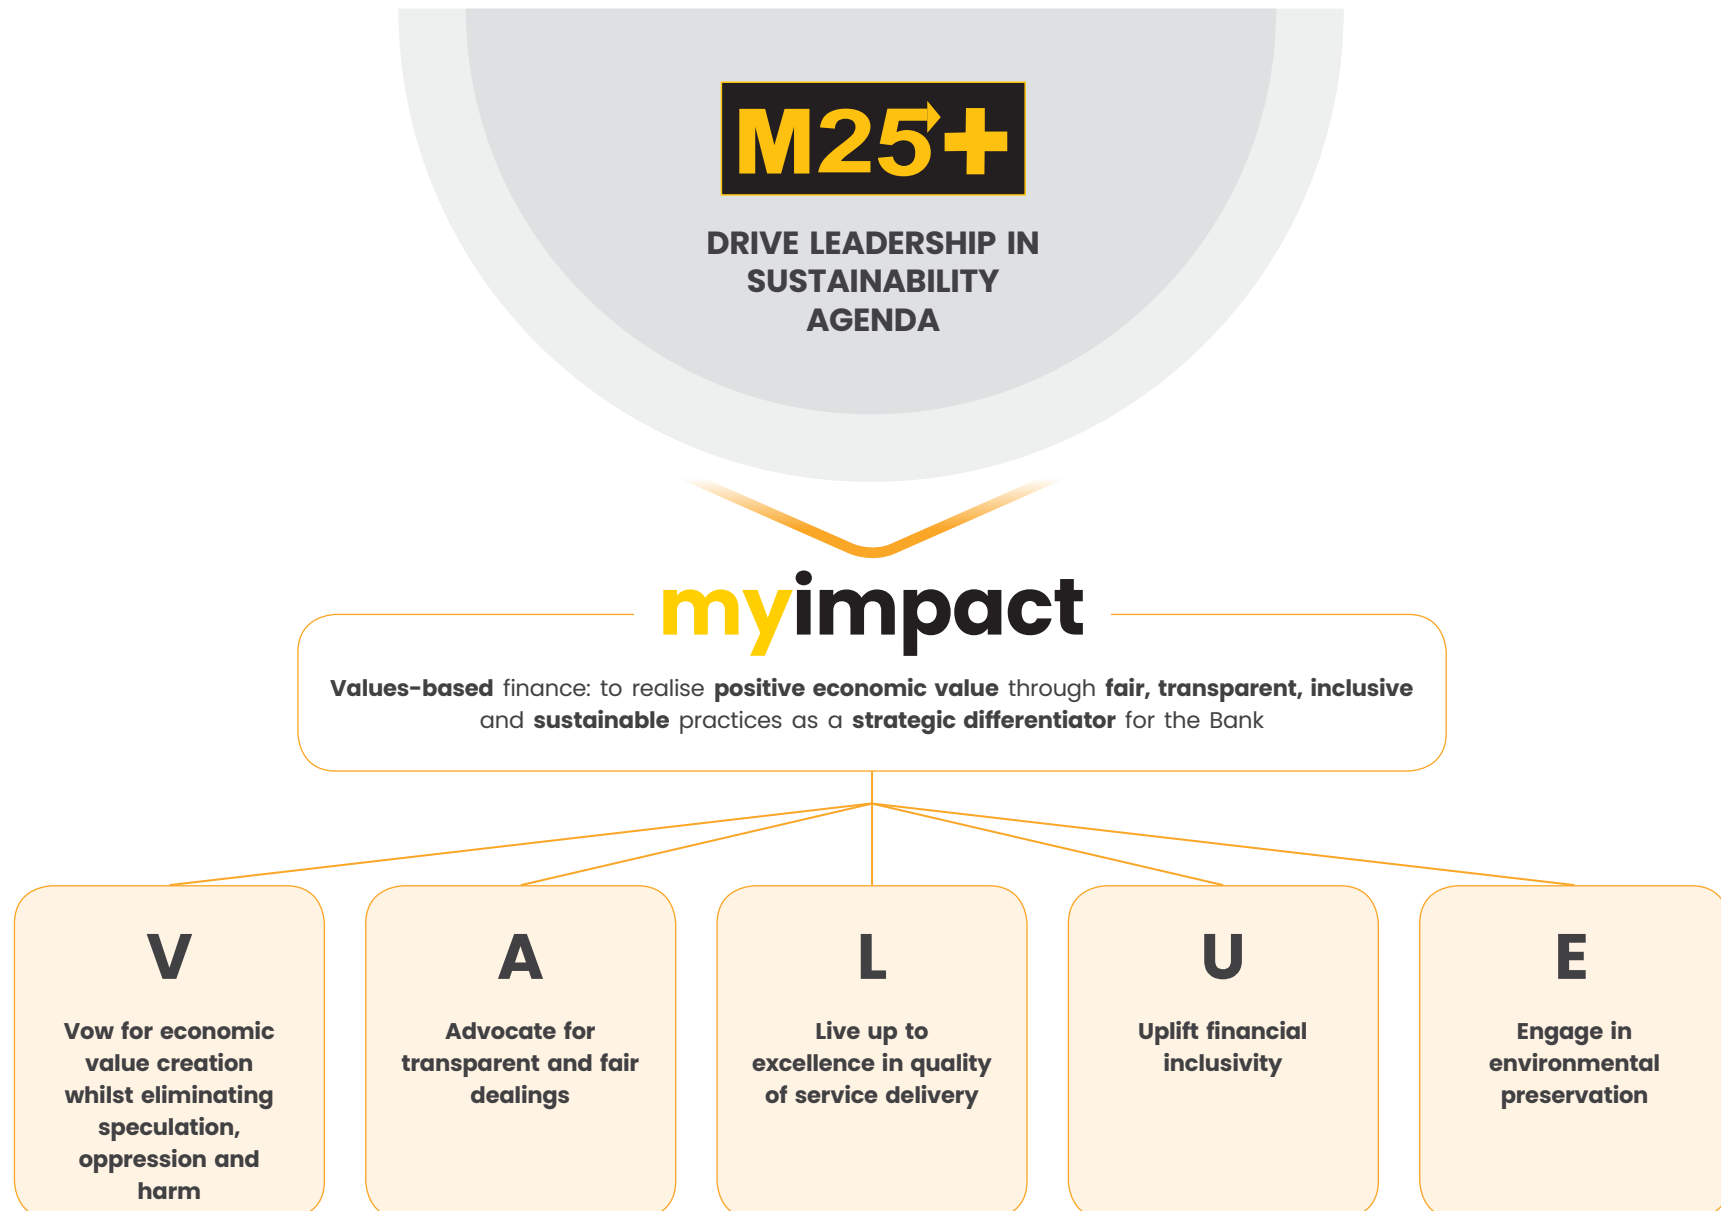 M25+
DRIVE LEADERSHIP IN
SUSTAINABILITY
AGENDA
myimpact
Values-based finance: to realise positive economic value through fair, transparent, inclusive
and sustainable practices as a strategic differentiator for the Bank
V
Vow for economic
value creation
whilst eliminating
speculation,
oppression and
harm
A
Advocate for
transparent and fair
dealings
L
Live up to
excellence in quality
of service delivery
U
Uplift financial
inclusivity
E
Engage in
environmental
preservation